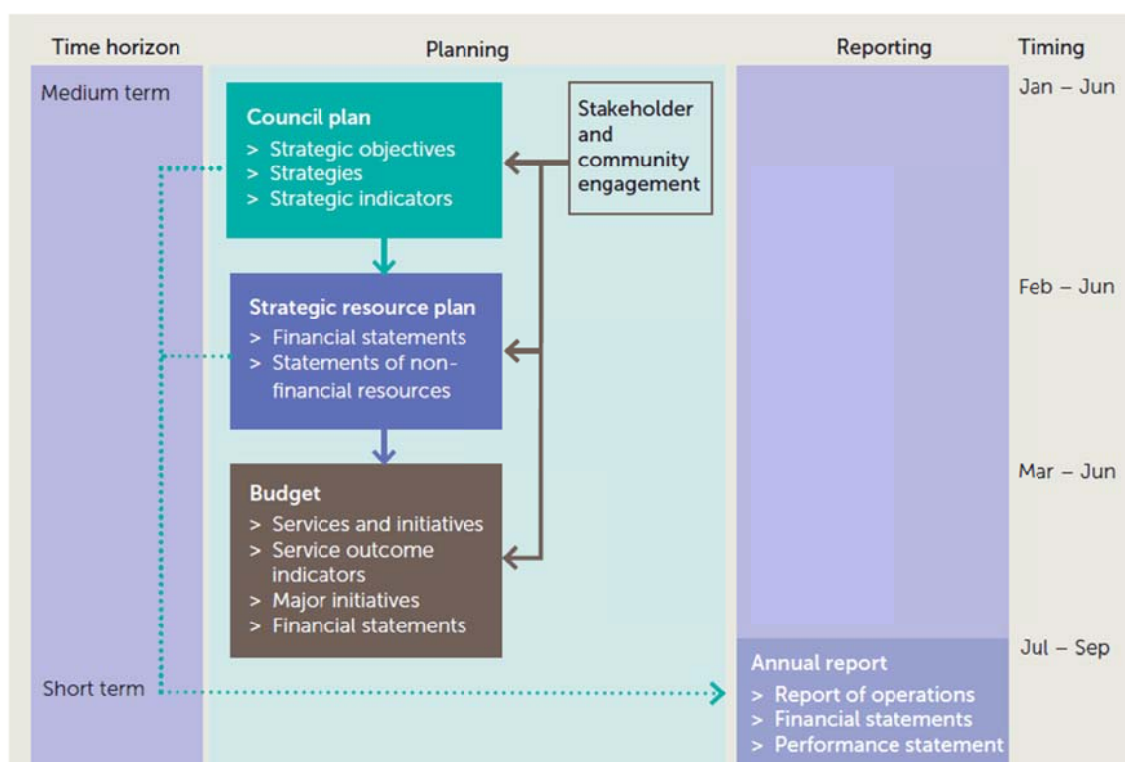 Time horizon
Planning
Reporting
Timing
Medium term
Jan – Jun
Council plan
> Strategic objectives
> Strategies
> Strategic indicators
Stakeholder
and
community
engagement
Feb – Jun
Strategic resource plan
> Financial statements
> Statements of non-
financial resources
Mar – Jun
Budget
> Services and initiatives
> Service outcome
indicators
> Major initiatives
> Financial statements
Jul – Sep
Short term
Annual report
> Report of operations
> Financial statements
> Performance statement